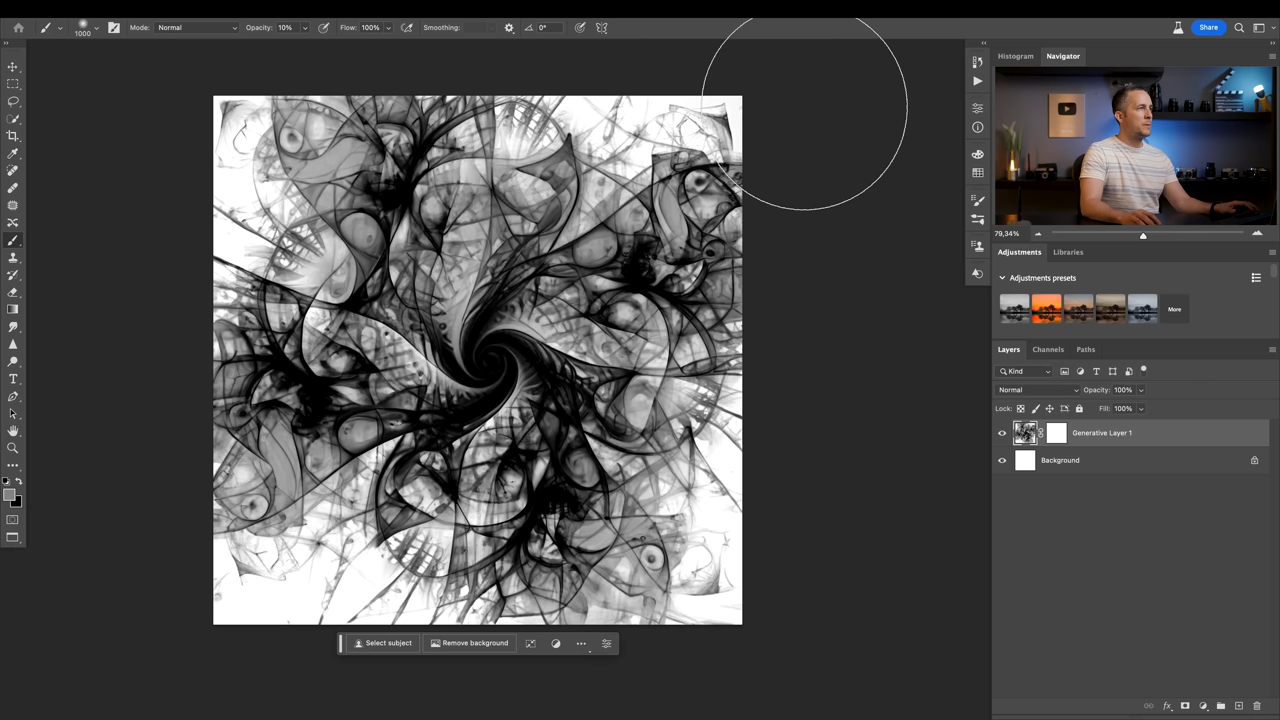 Mode: Normal Opacity: 10% Flow: 100% Smoothing: 0° Share
1000
Histogram Navigator
79,34%
Adjustments Libraries
Adjustments presets
More
Layers Channels Paths
Kind
Normal Opacity: 100%
Lock: Fill: 100%
Generative Layer 1
Background
Select subject Remove background
fx